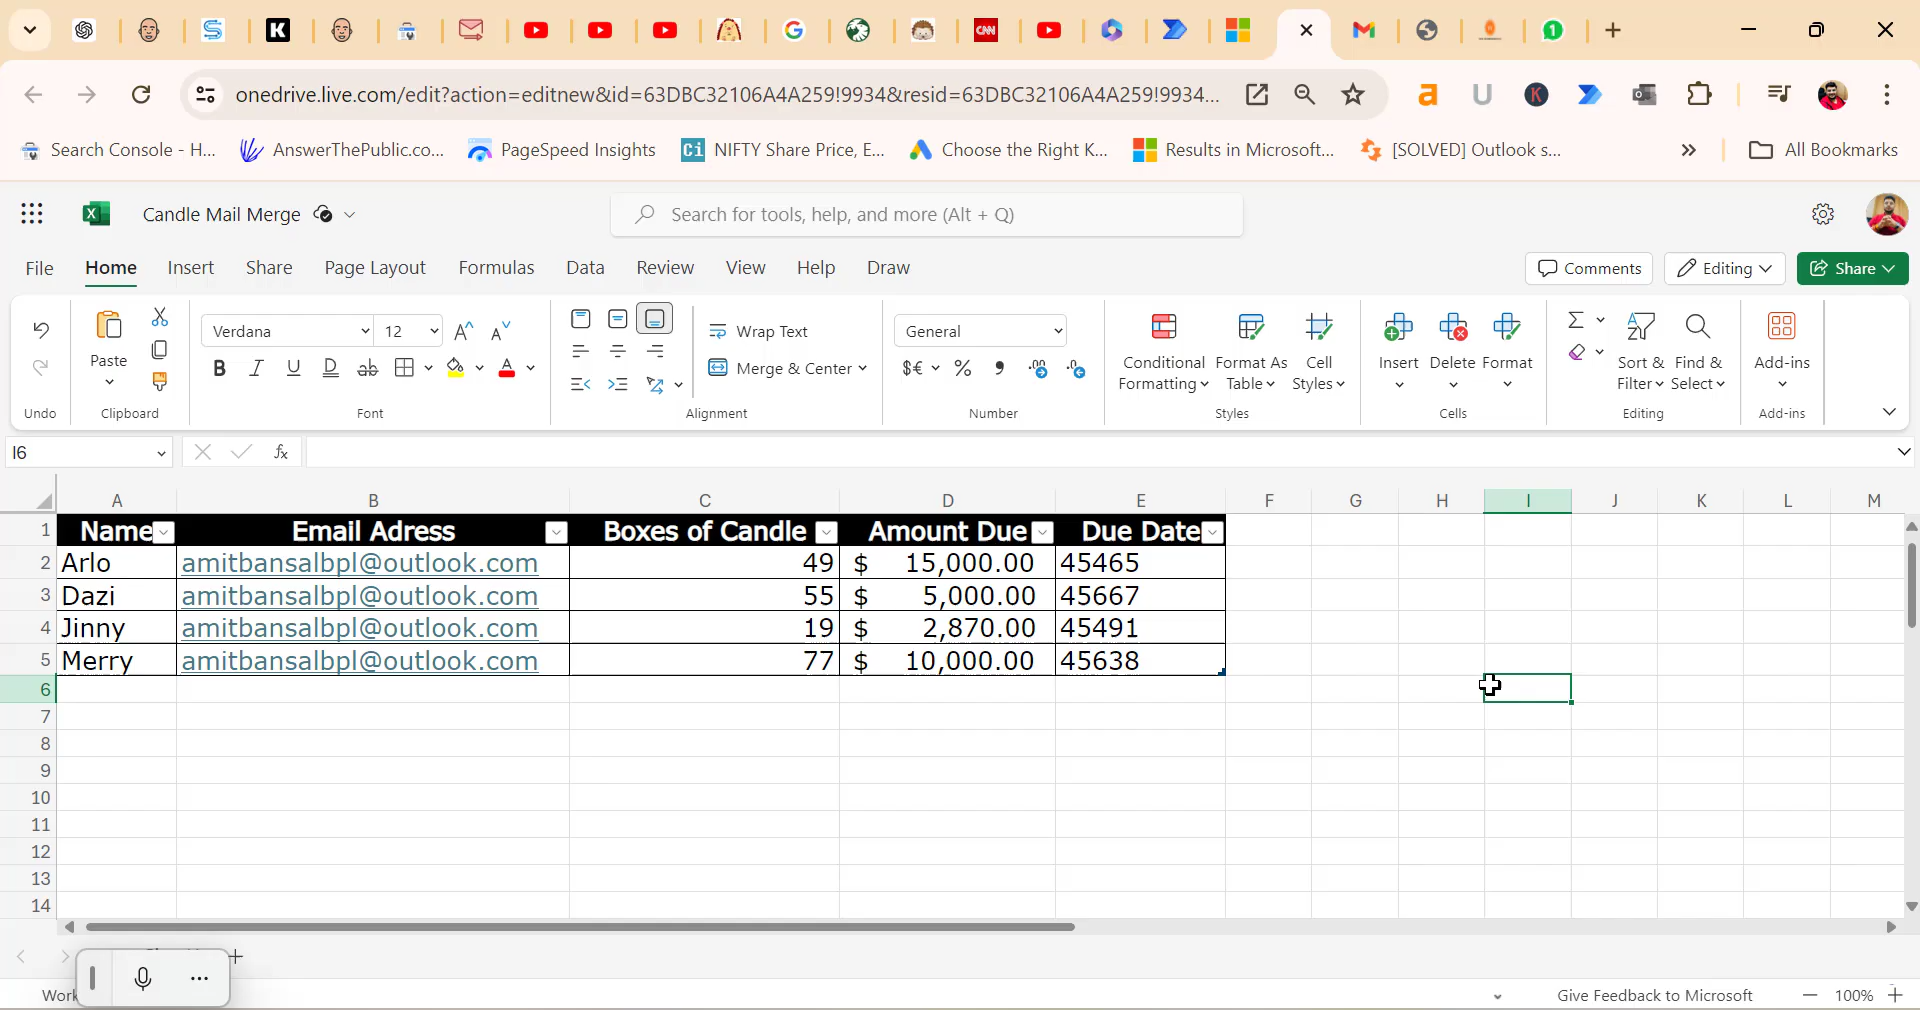 onedrive.live.com/edit?action=editnew&id=63DBC32106A4A259!9934&resid=63DBC32106A4A259!9934...
Search Console - H... AnswerThePublic.co... PageSpeed Insights NIFTY Share Price, E... Choose the Right K... Results in Microsoft... [SOLVED] Outlook s... » All Bookmarks
Candle Mail Merge Search for tools, help, and more (Alt + Q)
File Home Insert Share Page Layout Formulas Data Review View Help Draw Comments Editing Share
Verdana 12 Wrap Text General
Paste Merge & Center Conditional Formatting Format As Table Cell Styles Insert Delete Format Sort & Filter Find & Select Add-ins
Undo Clipboard Font Alignment Number Styles Cells Editing Add-ins
I6 fx
A B C D E F G H I J K L M
1 Name Email Adress Boxes of Candle Amount Due Due Date
2 Arlo amitbansalbpl@outlook.com 49 $ 15,000.00 45465
3 Dazi amitbansalbpl@outlook.com 55 $ 5,000.00 45667
4 Jinny amitbansalbpl@outlook.com 19 $ 2,870.00 45491
5 Merry amitbansalbpl@outlook.com 77 $ 10,000.00 45638
6
7
8
9
10
11
12
13
14
Work Give Feedback to Microsoft 100%